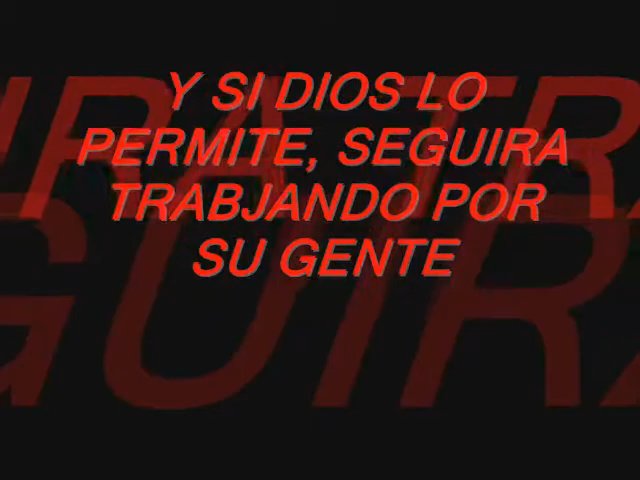 Y SI DIOS LO
PERMITE, SEGUIRA
TRABJANDO POR
SU GENTE